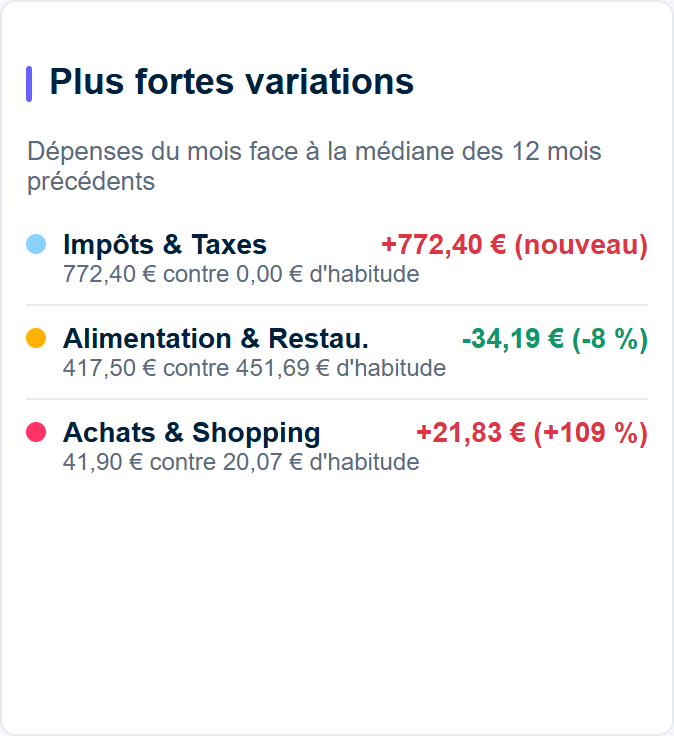 Plus fortes variations
Dépenses du mois face à la médiane des 12 mois
précédents
Impôts & Taxes +772,40 € (nouveau)
772,40 € contre 0,00 € d'habitude
Alimentation & Restau. -34,19 € (-8 %)
417,50 € contre 451,69 € d'habitude
Achats & Shopping +21,83 € (+109 %)
41,90 € contre 20,07 € d'habitude